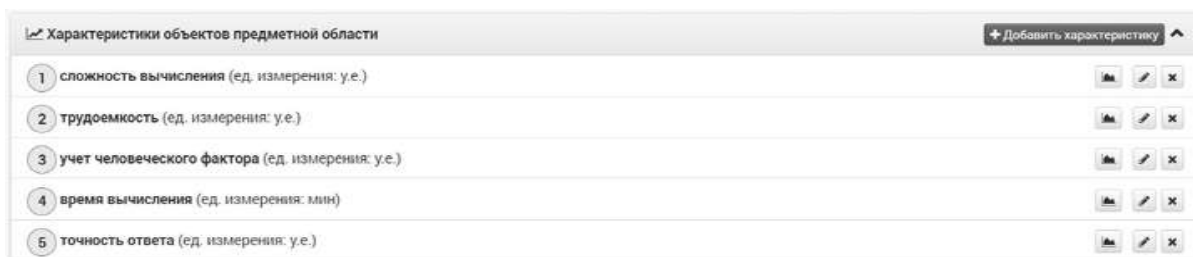 Характеристики объектов предметной области + Добавить характеристику
1 сложность вычисления (ед. измерения: у.е.)
2 трудоемкость (ед. измерения: у.е.)
3 учет человеческого фактора (ед. измерения: у.е.)
4 время вычисления (ед. измерения: мин)
5 точность ответа (ед. измерения: у.е.)